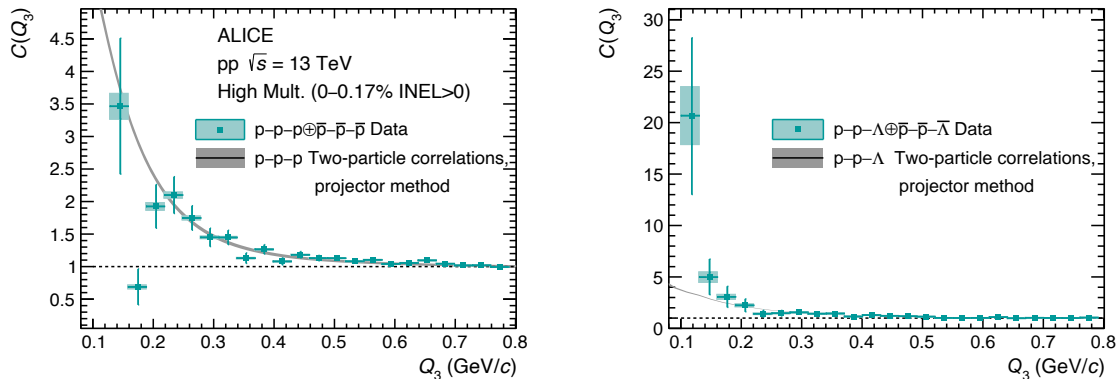 C(Q₃)
4.5
4
3.5
3
2.5
2
1.5
1
0.5
ALICE
pp √s = 13 TeV
High Mult. (0–0.17% INEL>0)
p–p–p⊕p̅–p̅–p̅ Data
p–p–p Two-particle correlations,
projector method
0.1 0.2 0.3 0.4 0.5 0.6 0.7 0.8
Q₃ (GeV/c)
C(Q₃)
30
25
20
15
10
5
0
p–p–Λ⊕p̅–p̅–Λ̅ Data
p–p–Λ Two-particle correlations,
projector method
0.1 0.2 0.3 0.4 0.5 0.6 0.7 0.8
Q₃ (GeV/c)